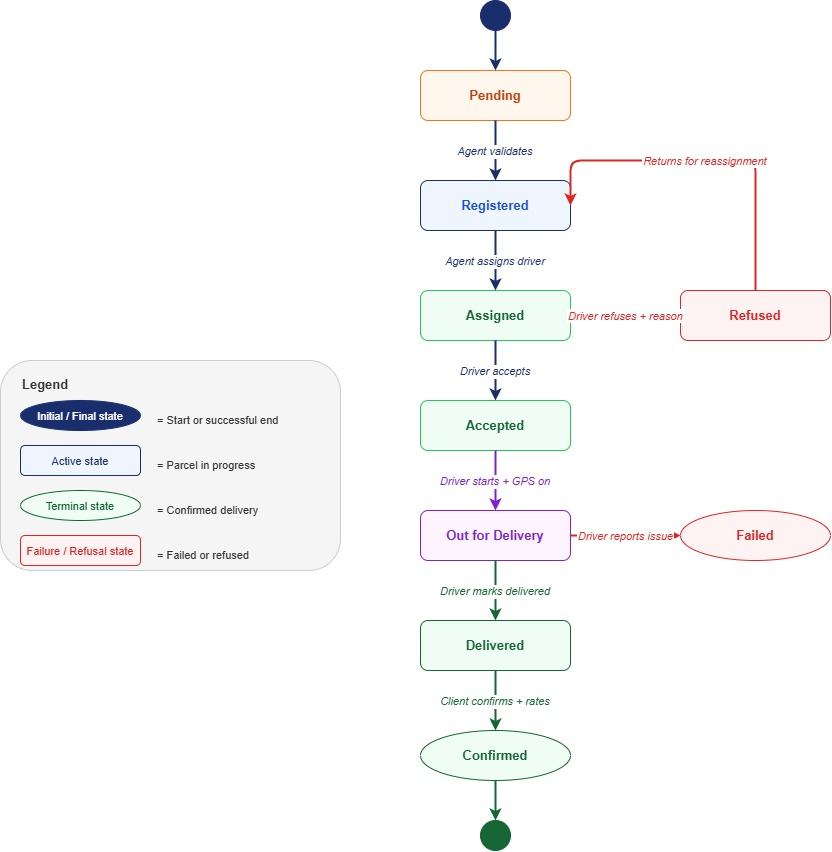 Pending
Agent validates
Returns for reassignment
Registered
Agent assigns driver
Assigned
Driver refuses + reason
Refused
Driver accepts
Accepted
Driver starts + GPS on
Out for Delivery
Driver reports issue
Failed
Driver marks delivered
Delivered
Client confirms + rates
Confirmed
Legend
Initial / Final state
= Start or successful end
Active state
= Parcel in progress
Terminal state
= Confirmed delivery
Failure / Refusal state
= Failed or refused